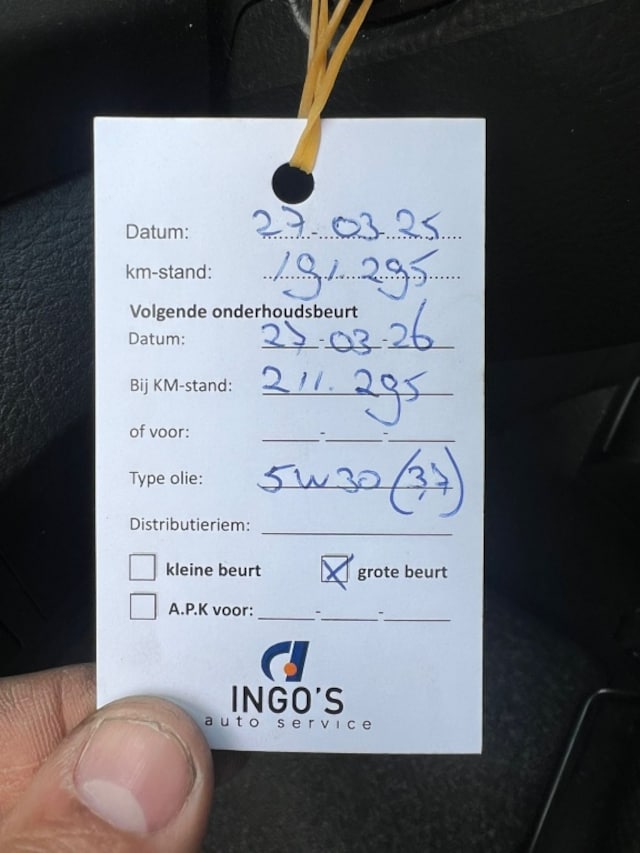 Datum: 27-03-25
km-stand: 191.295
Volgende onderhoudsbeurt
Datum: 27-03-26
Bij KM-stand: 211.295
of voor: - -
Type olie: 5W30 (3,7)
Distributieriem:
kleine beurt grote beurt
A.P.K voor: - -
INGO'S
auto service